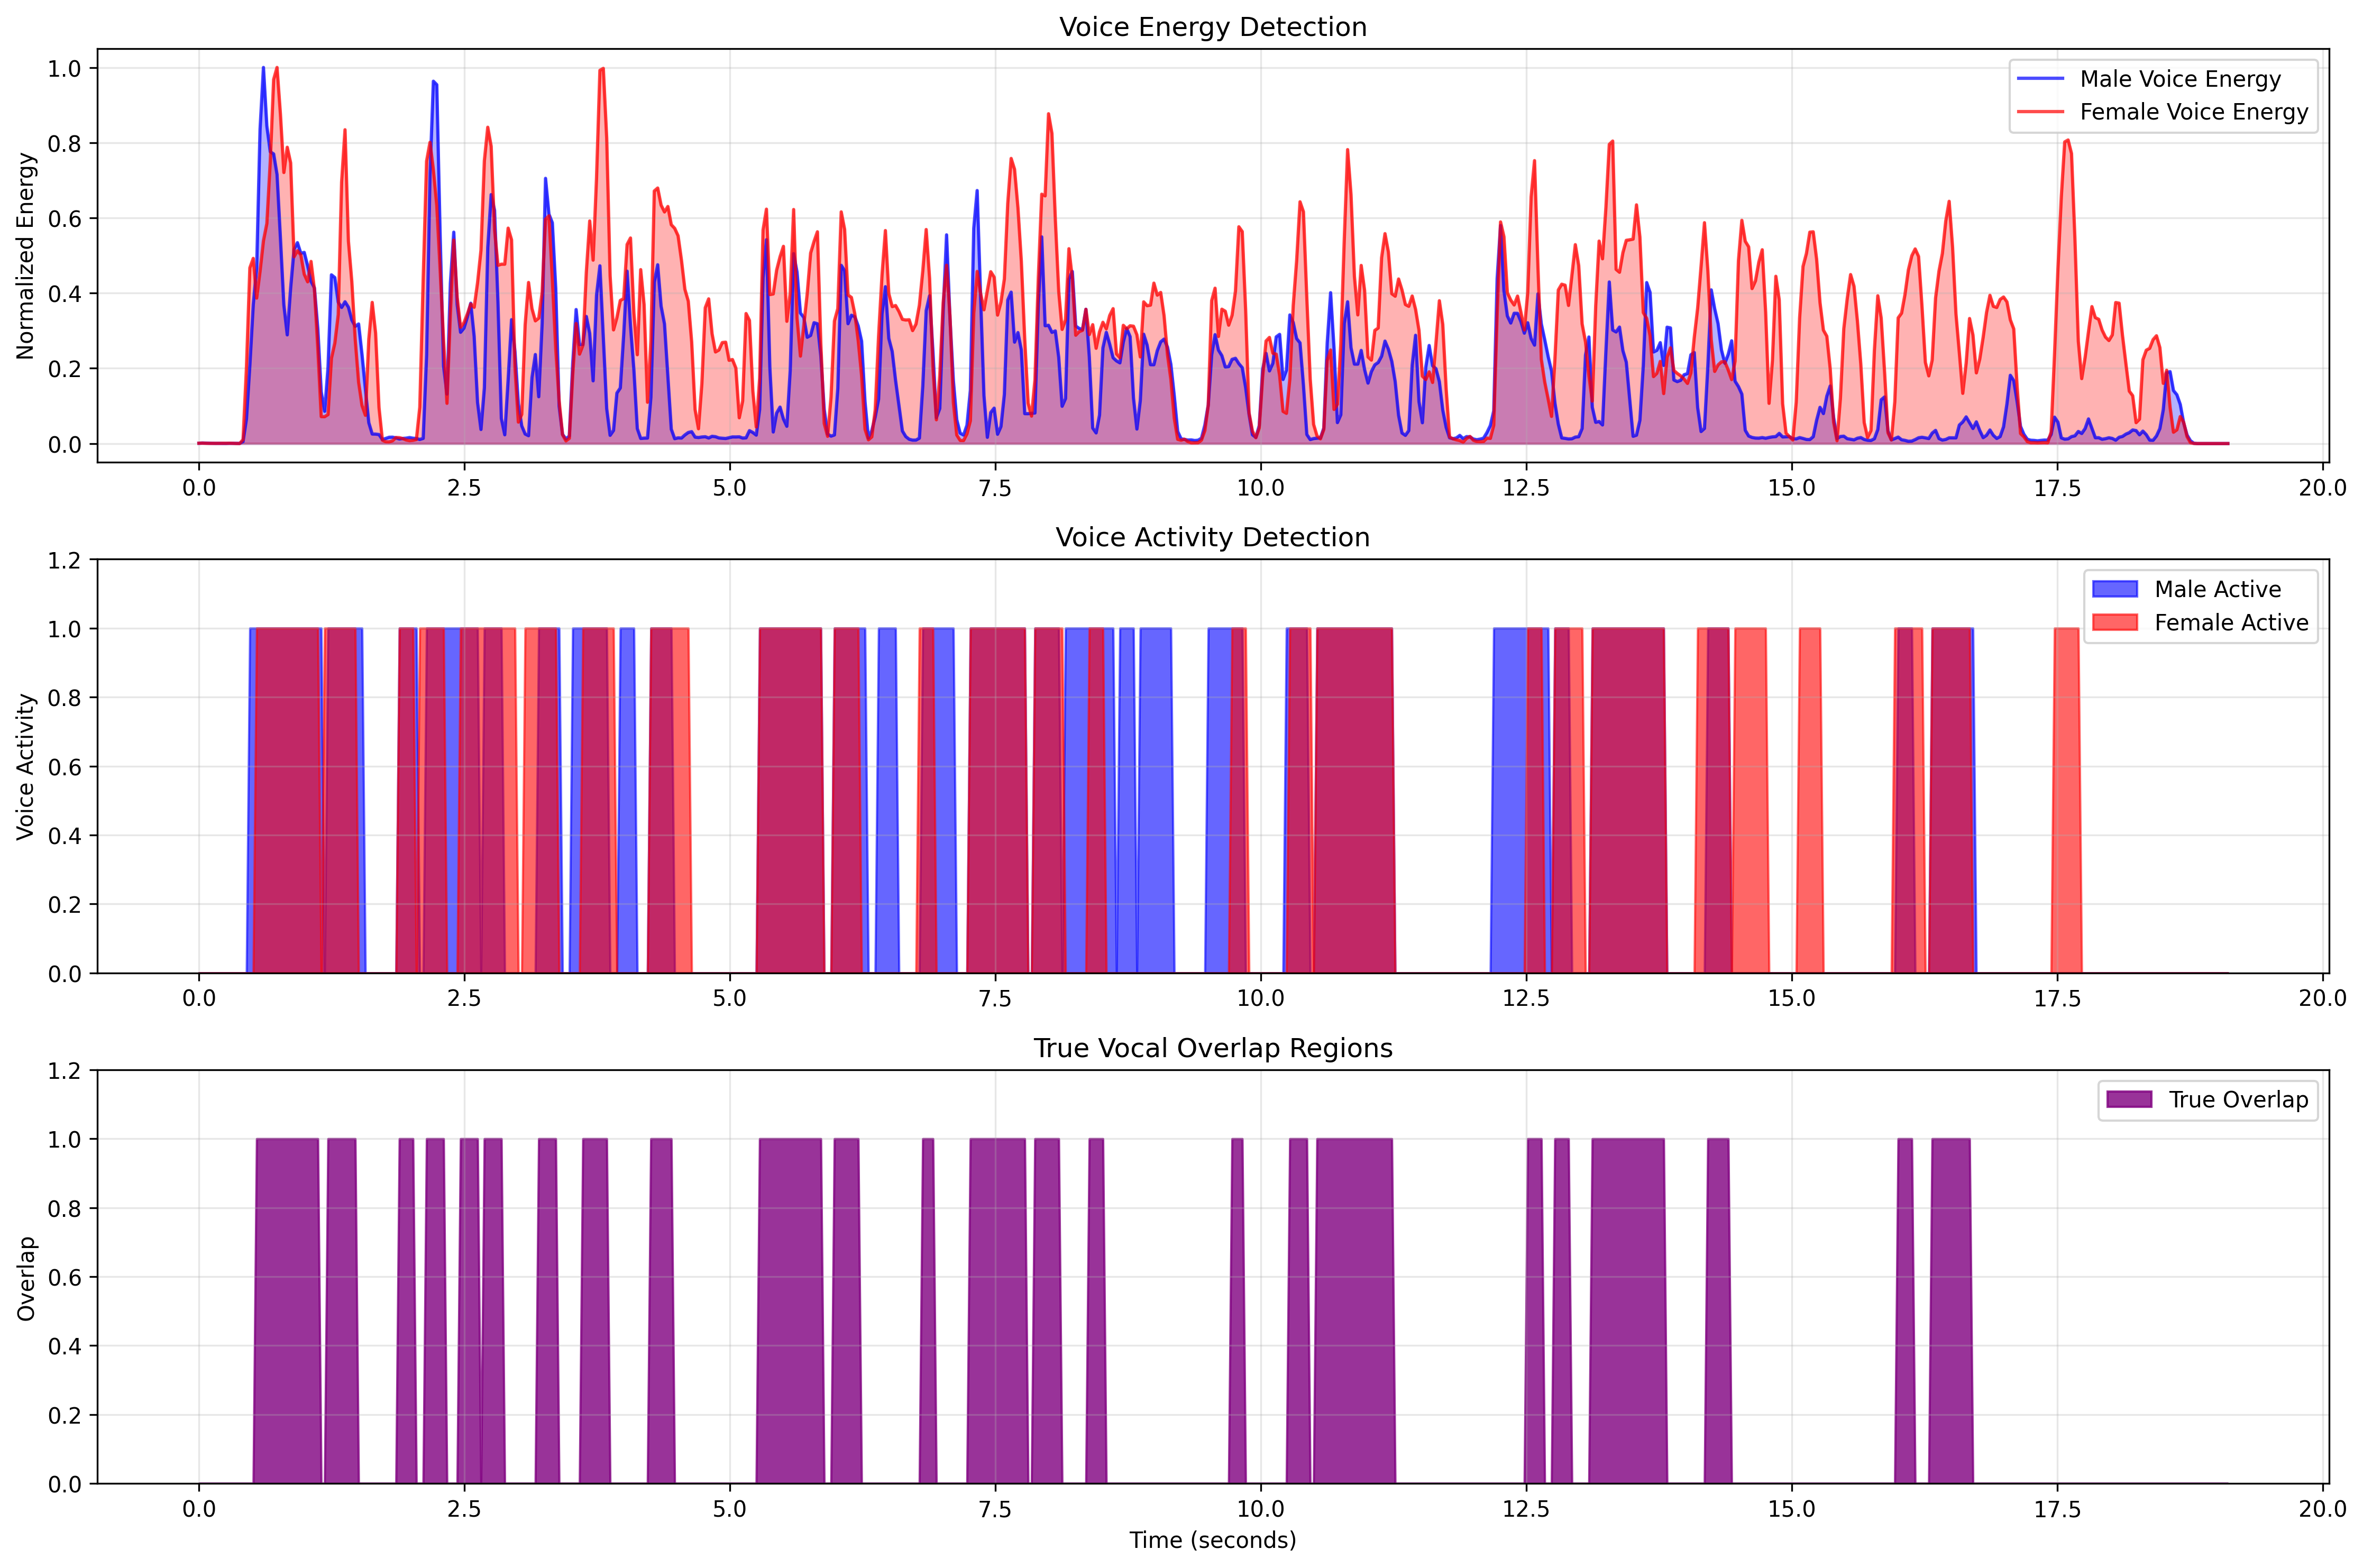 Voice Energy Detection
Normalized Energy
1.0
0.8
0.6
0.4
0.2
0.0
Male Voice Energy
Female Voice Energy
0.0 2.5 5.0 7.5 10.0 12.5 15.0 17.5 20.0
Voice Activity Detection
Voice Activity
1.2
1.0
0.8
0.6
0.4
0.2
0.0
Male Active
Female Active
0.0 2.5 5.0 7.5 10.0 12.5 15.0 17.5 20.0
True Vocal Overlap Regions
Overlap
1.2
1.0
0.8
0.6
0.4
0.2
0.0
True Overlap
0.0 2.5 5.0 7.5 10.0 12.5 15.0 17.5 20.0
Time (seconds)